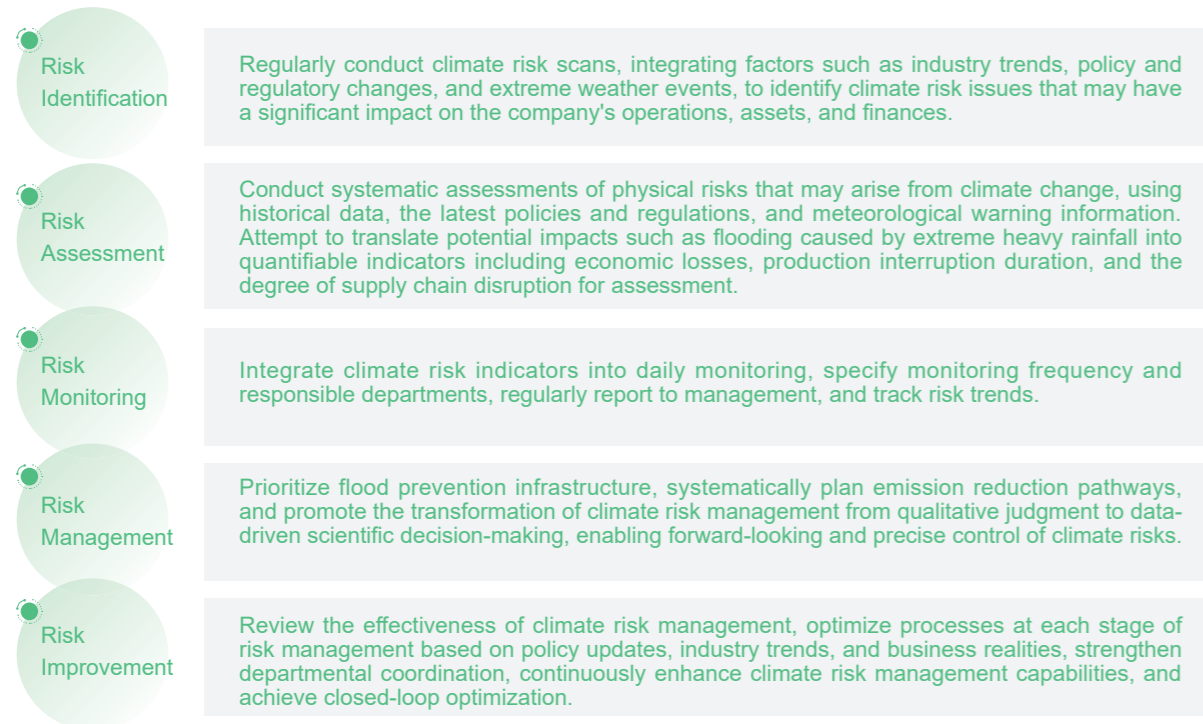 Risk
Identification
Regularly conduct climate risk scans, integrating factors such as industry trends, policy and
regulatory changes, and extreme weather events, to identify climate risk issues that may have
a significant impact on the company's operations, assets, and finances.
Risk
Assessment
Conduct systematic assessments of physical risks that may arise from climate change, using
historical data, the latest policies and regulations, and meteorological warning information.
Attempt to translate potential impacts such as flooding caused by extreme heavy rainfall into
quantifiable indicators including economic losses, production interruption duration, and the
degree of supply chain disruption for assessment.
Risk
Monitoring
Integrate climate risk indicators into daily monitoring, specify monitoring frequency and
responsible departments, regularly report to management, and track risk trends.
Risk
Management
Prioritize flood prevention infrastructure, systematically plan emission reduction pathways,
and promote the transformation of climate risk management from qualitative judgment to data-
driven scientific decision-making, enabling forward-looking and precise control of climate risks.
Risk
Improvement
Review the effectiveness of climate risk management, optimize processes at each stage of
risk management based on policy updates, industry trends, and business realities, strengthen
departmental coordination, continuously enhance climate risk management capabilities, and
achieve closed-loop optimization.